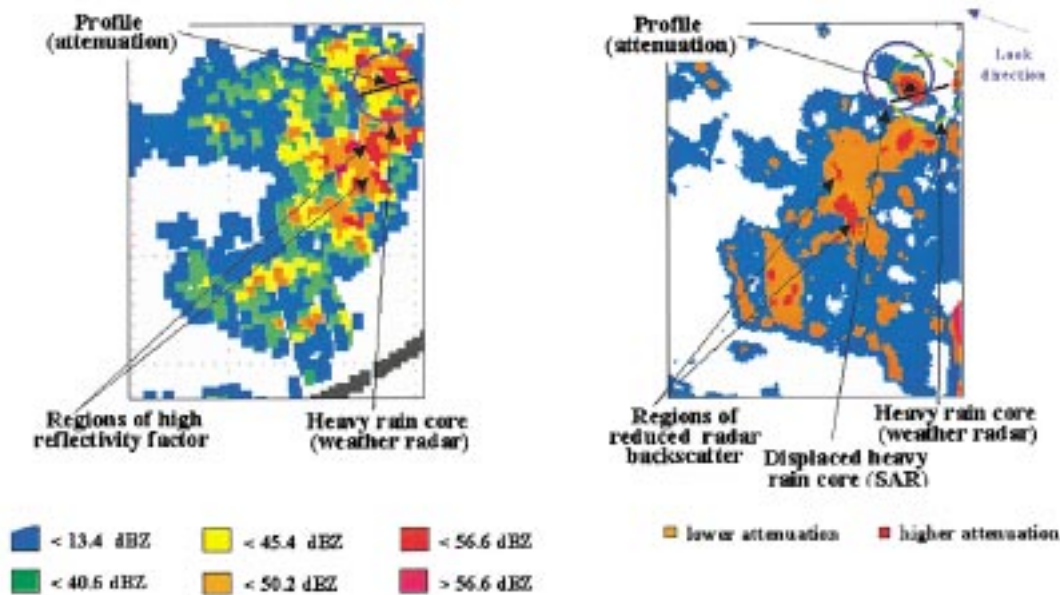 Profile
(attenuation)
Regions of high
reflectivity factor
Heavy rain core
(weather radar)
< 13.4 dBZ
< 45.4 dBZ
< 56.6 dBZ
< 40.6 dBZ
< 50.2 dBZ
> 56.6 dBZ
Profile
(attenuation)
Look
direction
Regions of
reduced radar
backscatter
Displaced heavy
rain core (SAR)
Heavy rain core
(weather radar)
lower attenuation
higher attenuation